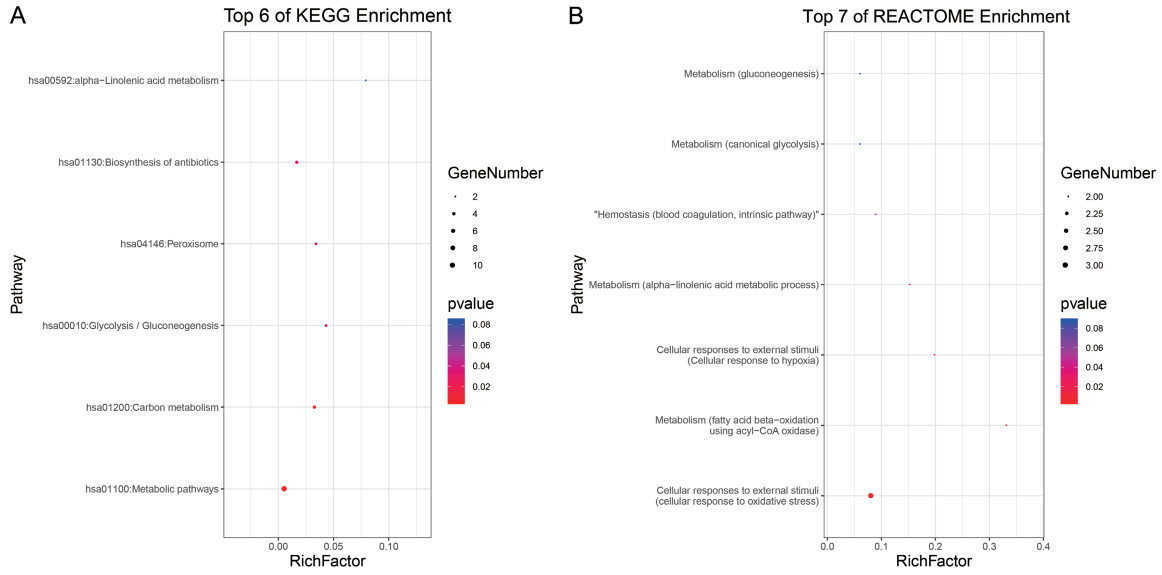 A
Top 6 of KEGG Enrichment
hsa00592:alpha−Linolenic acid metabolism
hsa01130:Biosynthesis of antibiotics
hsa04146:Peroxisome
hsa00010:Glycolysis / Gluconeogenesis
hsa01200:Carbon metabolism
hsa01100:Metabolic pathways
Pathway
0.00
0.05
0.10
RichFactor
GeneNumber
2
4
6
8
10
pvalue
0.08
0.06
0.04
0.02
B
Top 7 of REACTOME Enrichment
Metabolism (gluconeogenesis)
Metabolism (canonical glycolysis)
"Hemostasis (blood coagulation, intrinsic pathway)"
Metabolism (alpha−linolenic acid metabolic process)
Cellular responses to external stimuli
(Cellular response to hypoxia)
Metabolism (fatty acid beta−oxidation
using acyl−CoA oxidase)
Cellular responses to external stimuli
(cellular response to oxidative stress)
Pathway
0.0
0.1
0.2
0.3
0.4
RichFactor
GeneNumber
2.00
2.25
2.50
2.75
3.00
pvalue
0.08
0.06
0.04
0.02